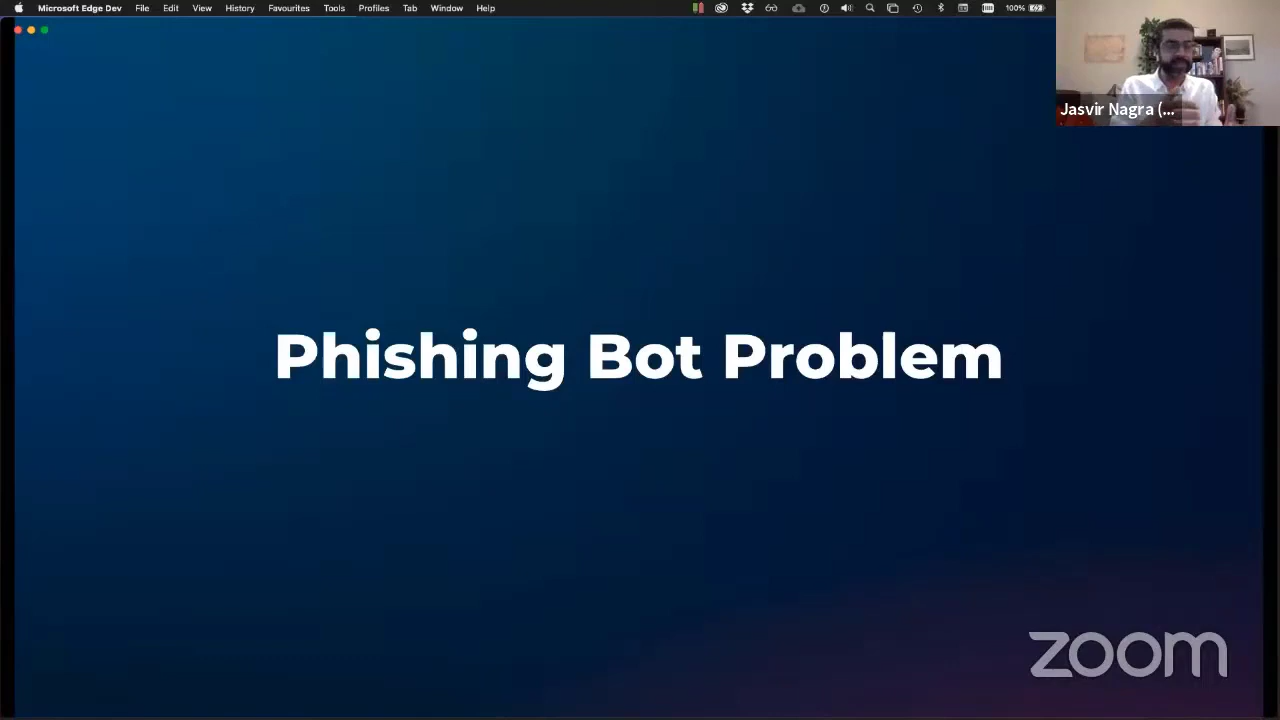 Microsoft Edge Dev File Edit View History Favourites Tools Profiles Tab Window Help 100%
Jasvir Nagra (...
Phishing Bot Problem
zoom